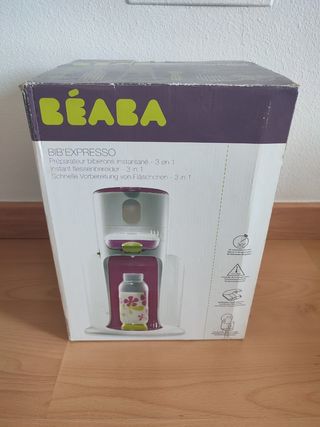 BÉABA
BIB'EXPRESSO
Préparateur biberons instantané - 3 en 1
Instant flessenbereider - 3 in 1
Schnelle Vorbereitung von Fläschchen - 3 in 1